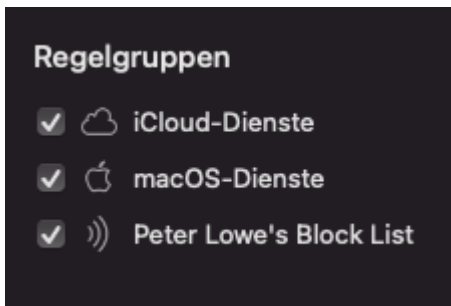 Regelgruppen
iCloud-Dienste
macOS-Dienste
Peter Lowe's Block List